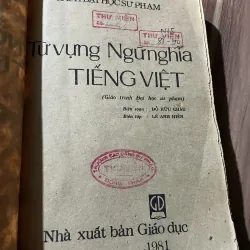 ĐẠI HỌC SƯ PHẠM
THƯ VIỆN
Từ vựng Ngữ nghĩa
TIẾNG VIỆT
(Giáo trình Đại học sư phạm)
Biên soạn: ĐỖ HỮU CHÂU
Biên tập: LÊ ANH HIỀN
THƯ VIỆN
Nhà xuất bản Giáo dục
1981